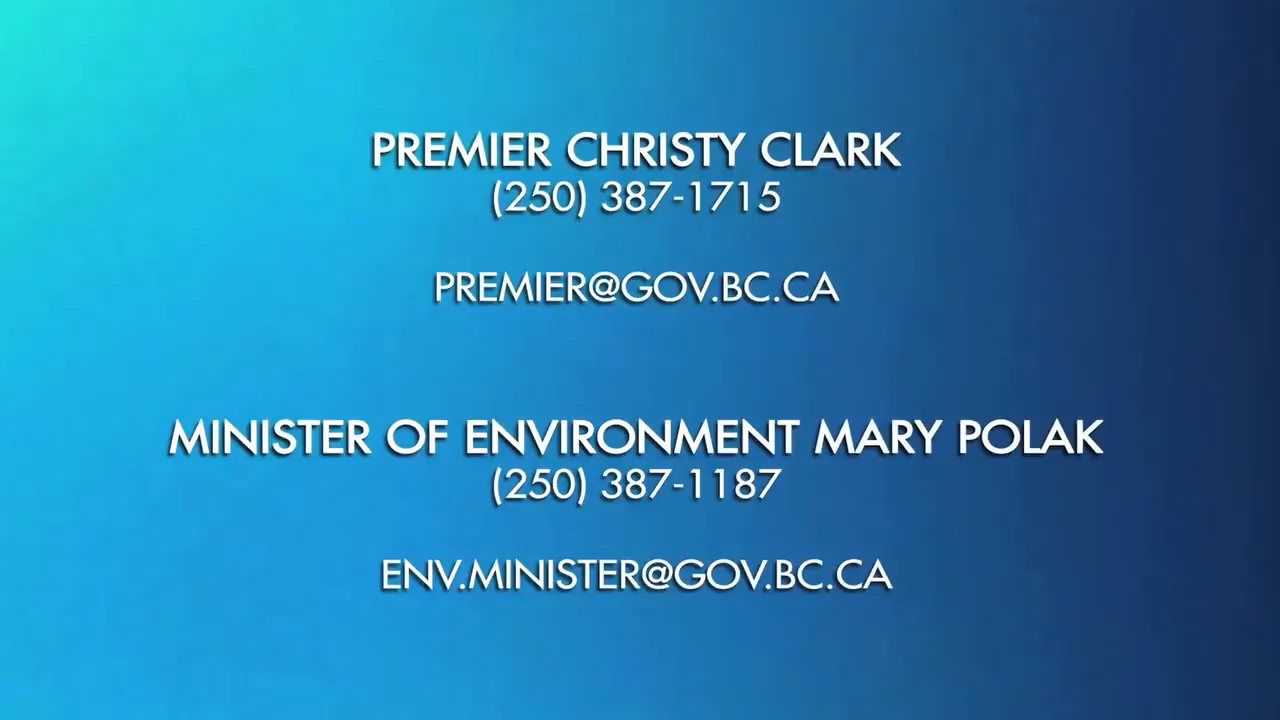 PREMIER CHRISTY CLARK
(250) 387-1715
PREMIER@GOV.BC.CA
MINISTER OF ENVIRONMENT MARY POLAK
(250) 387-1187
ENV.MINISTER@GOV.BC.CA